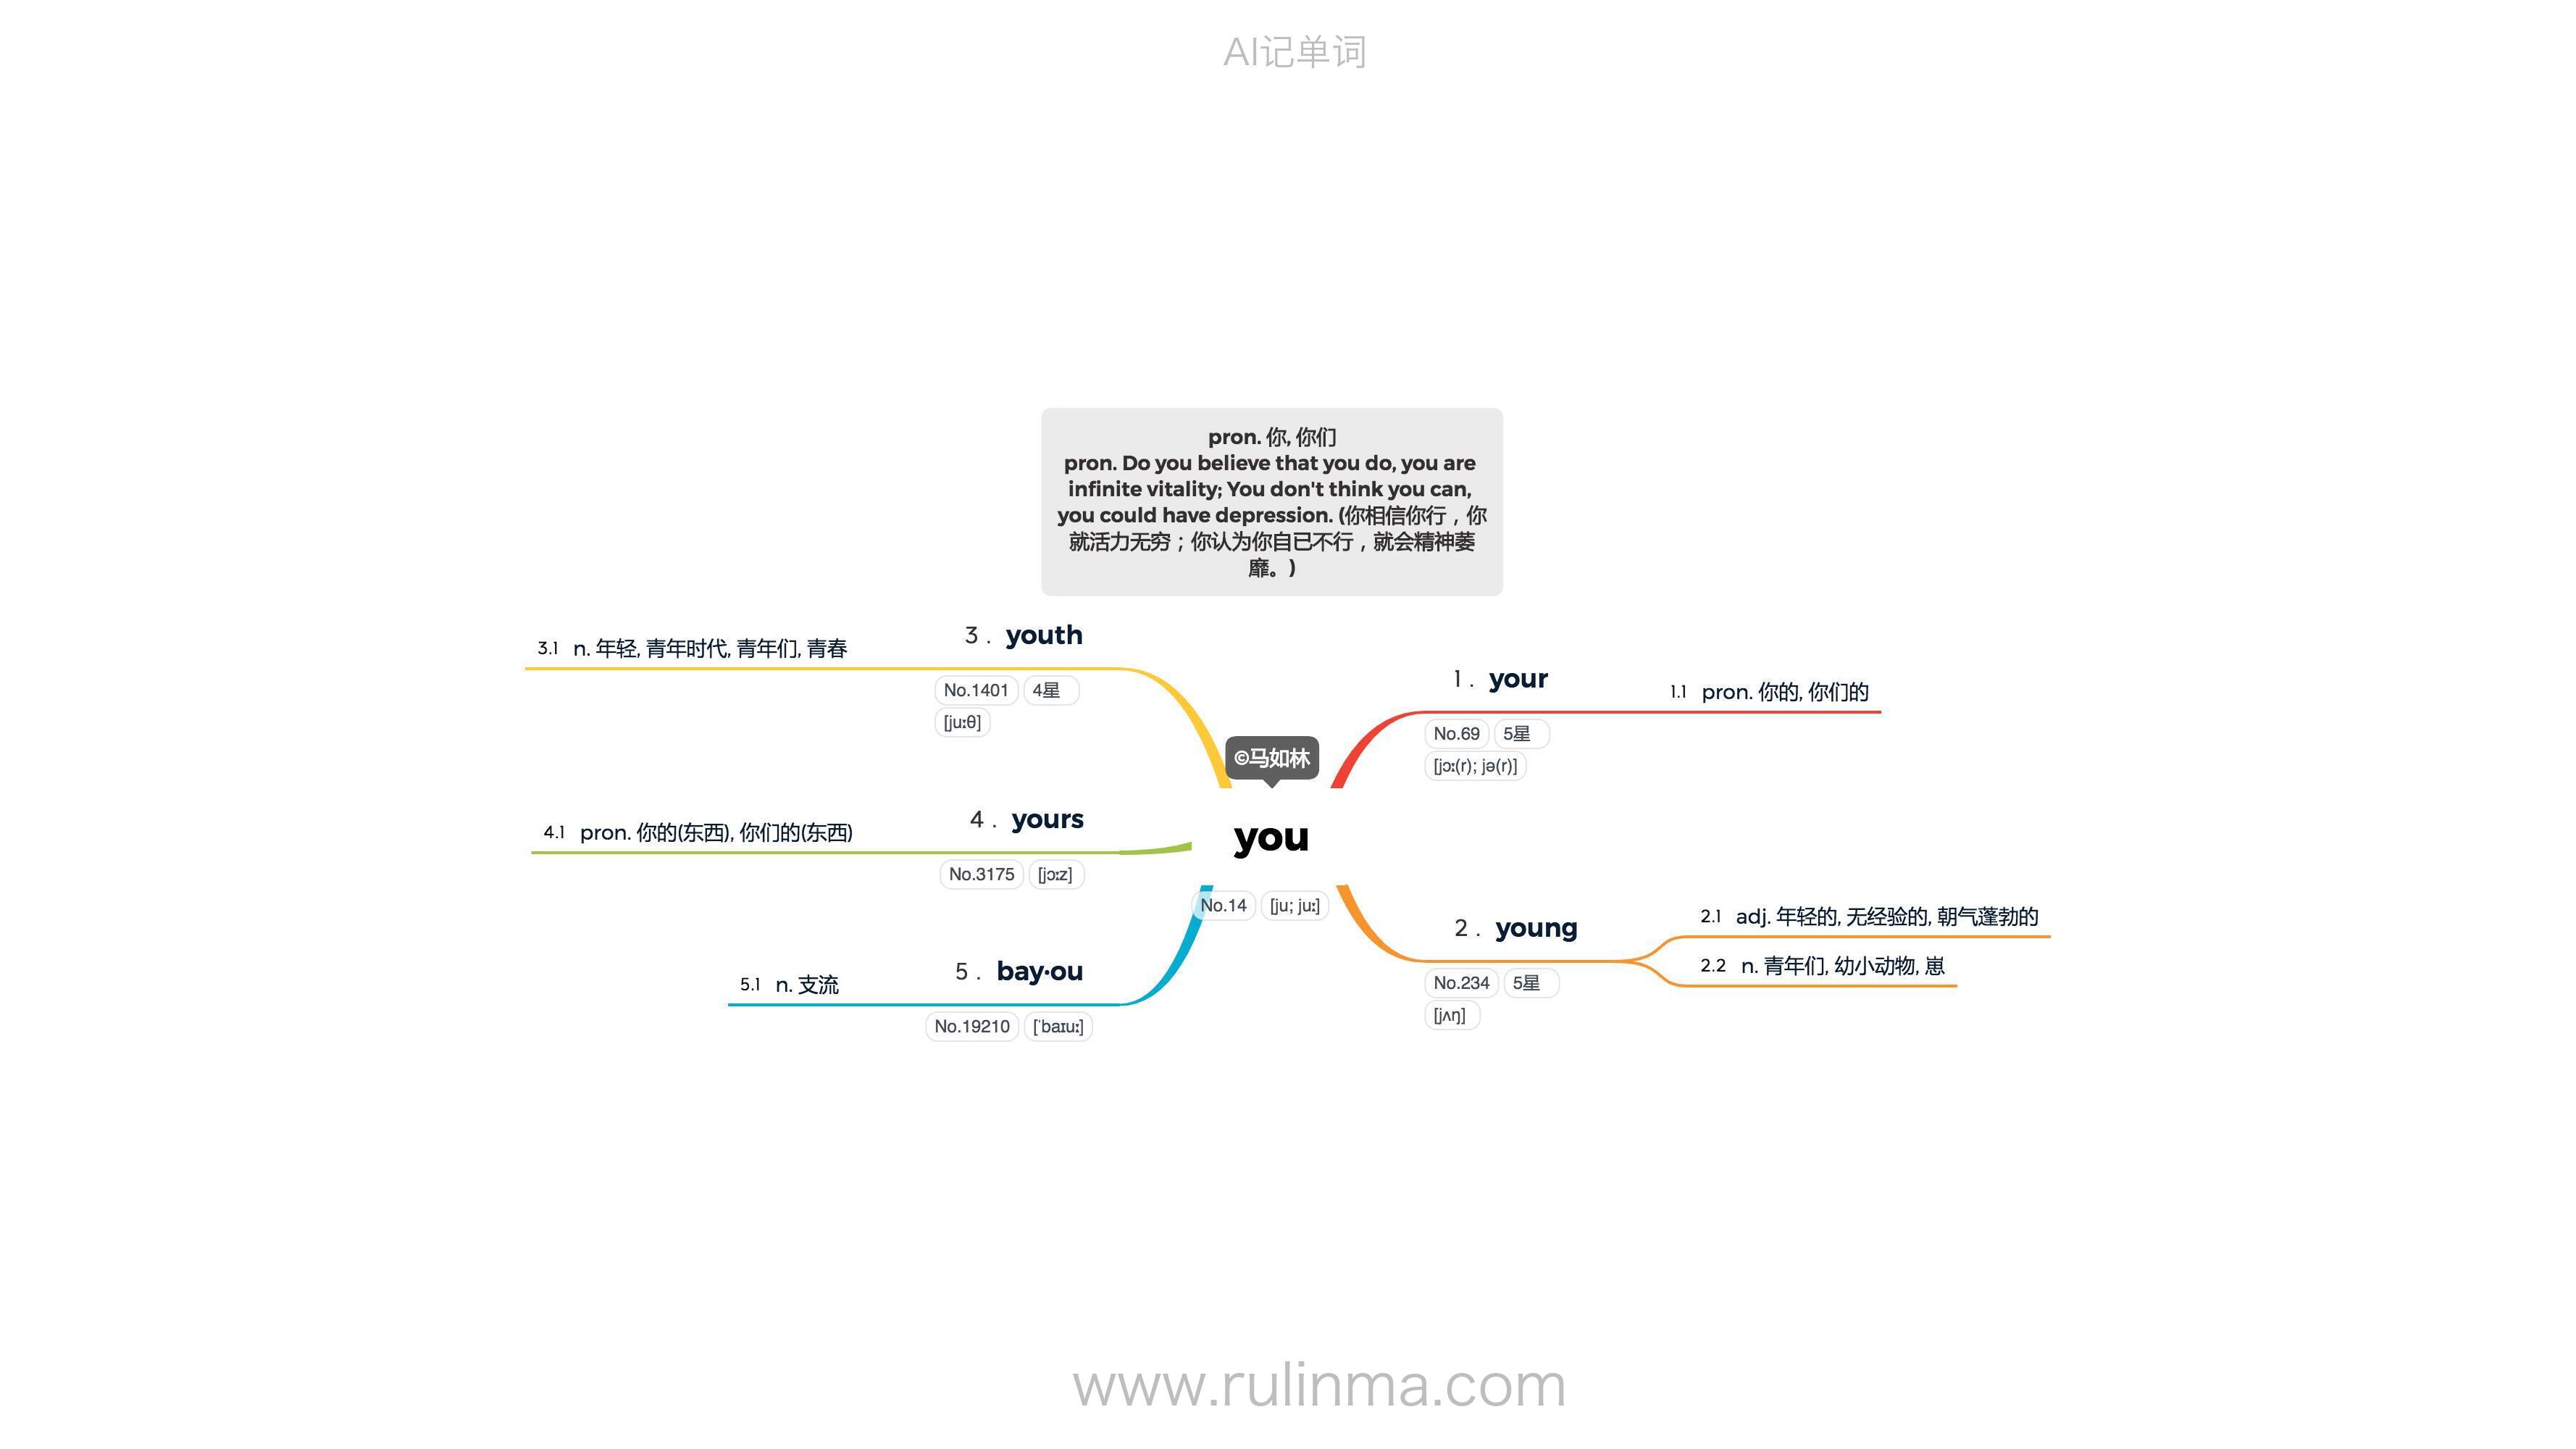 AI记单词
pron. 你, 你们
pron. Do you believe that you do, you are
infinite vitality; You don't think you can,
you could have depression. (你相信你行，你
就活力无穷；你认为你自已不行，就会精神萎
靡。)
3 . youth
3.1 n. 年轻, 青年时代, 青年们, 青春
No.1401 4星
[juːθ]
1 . your
1.1 pron. 你的, 你们的
No.69 5星
[jɔː(r); jə(r)]
©马如林
4 . yours
4.1 pron. 你的(东西), 你们的(东西)
No.3175 [jɔːz]
you
No.14 [ju; juː]
2 . young
2.1 adj. 年轻的, 无经验的, 朝气蓬勃的
2.2 n. 青年们, 幼小动物, 崽
No.234 5星
[jʌŋ]
5 . bay·ou
5.1 n. 支流
No.19210 [ˈbaɪuː]
www.rulinma.com